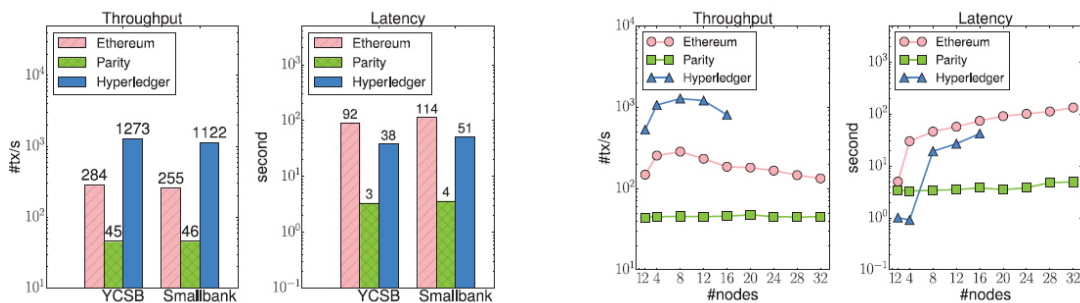 Throughput
10^4
10^3
10^2
10^1
#tx/s
Ethereum
Parity
Hyperledger
284
45
1273
255
46
1122
YCSB
Smallbank
Latency
10^3
10^2
10^1
10^0
10^-1
second
Ethereum
Parity
Hyperledger
92
3
38
114
4
51
YCSB
Smallbank
Throughput
10^4
10^3
10^2
10^1
#tx/s
Ethereum
Parity
Hyperledger
12 4 8 12 16 20 24 28 32
#nodes
Latency
10^3
10^2
10^1
10^0
10^-1
second
Ethereum
Parity
Hyperledger
12 4 8 12 16 20 24 28 32
#nodes